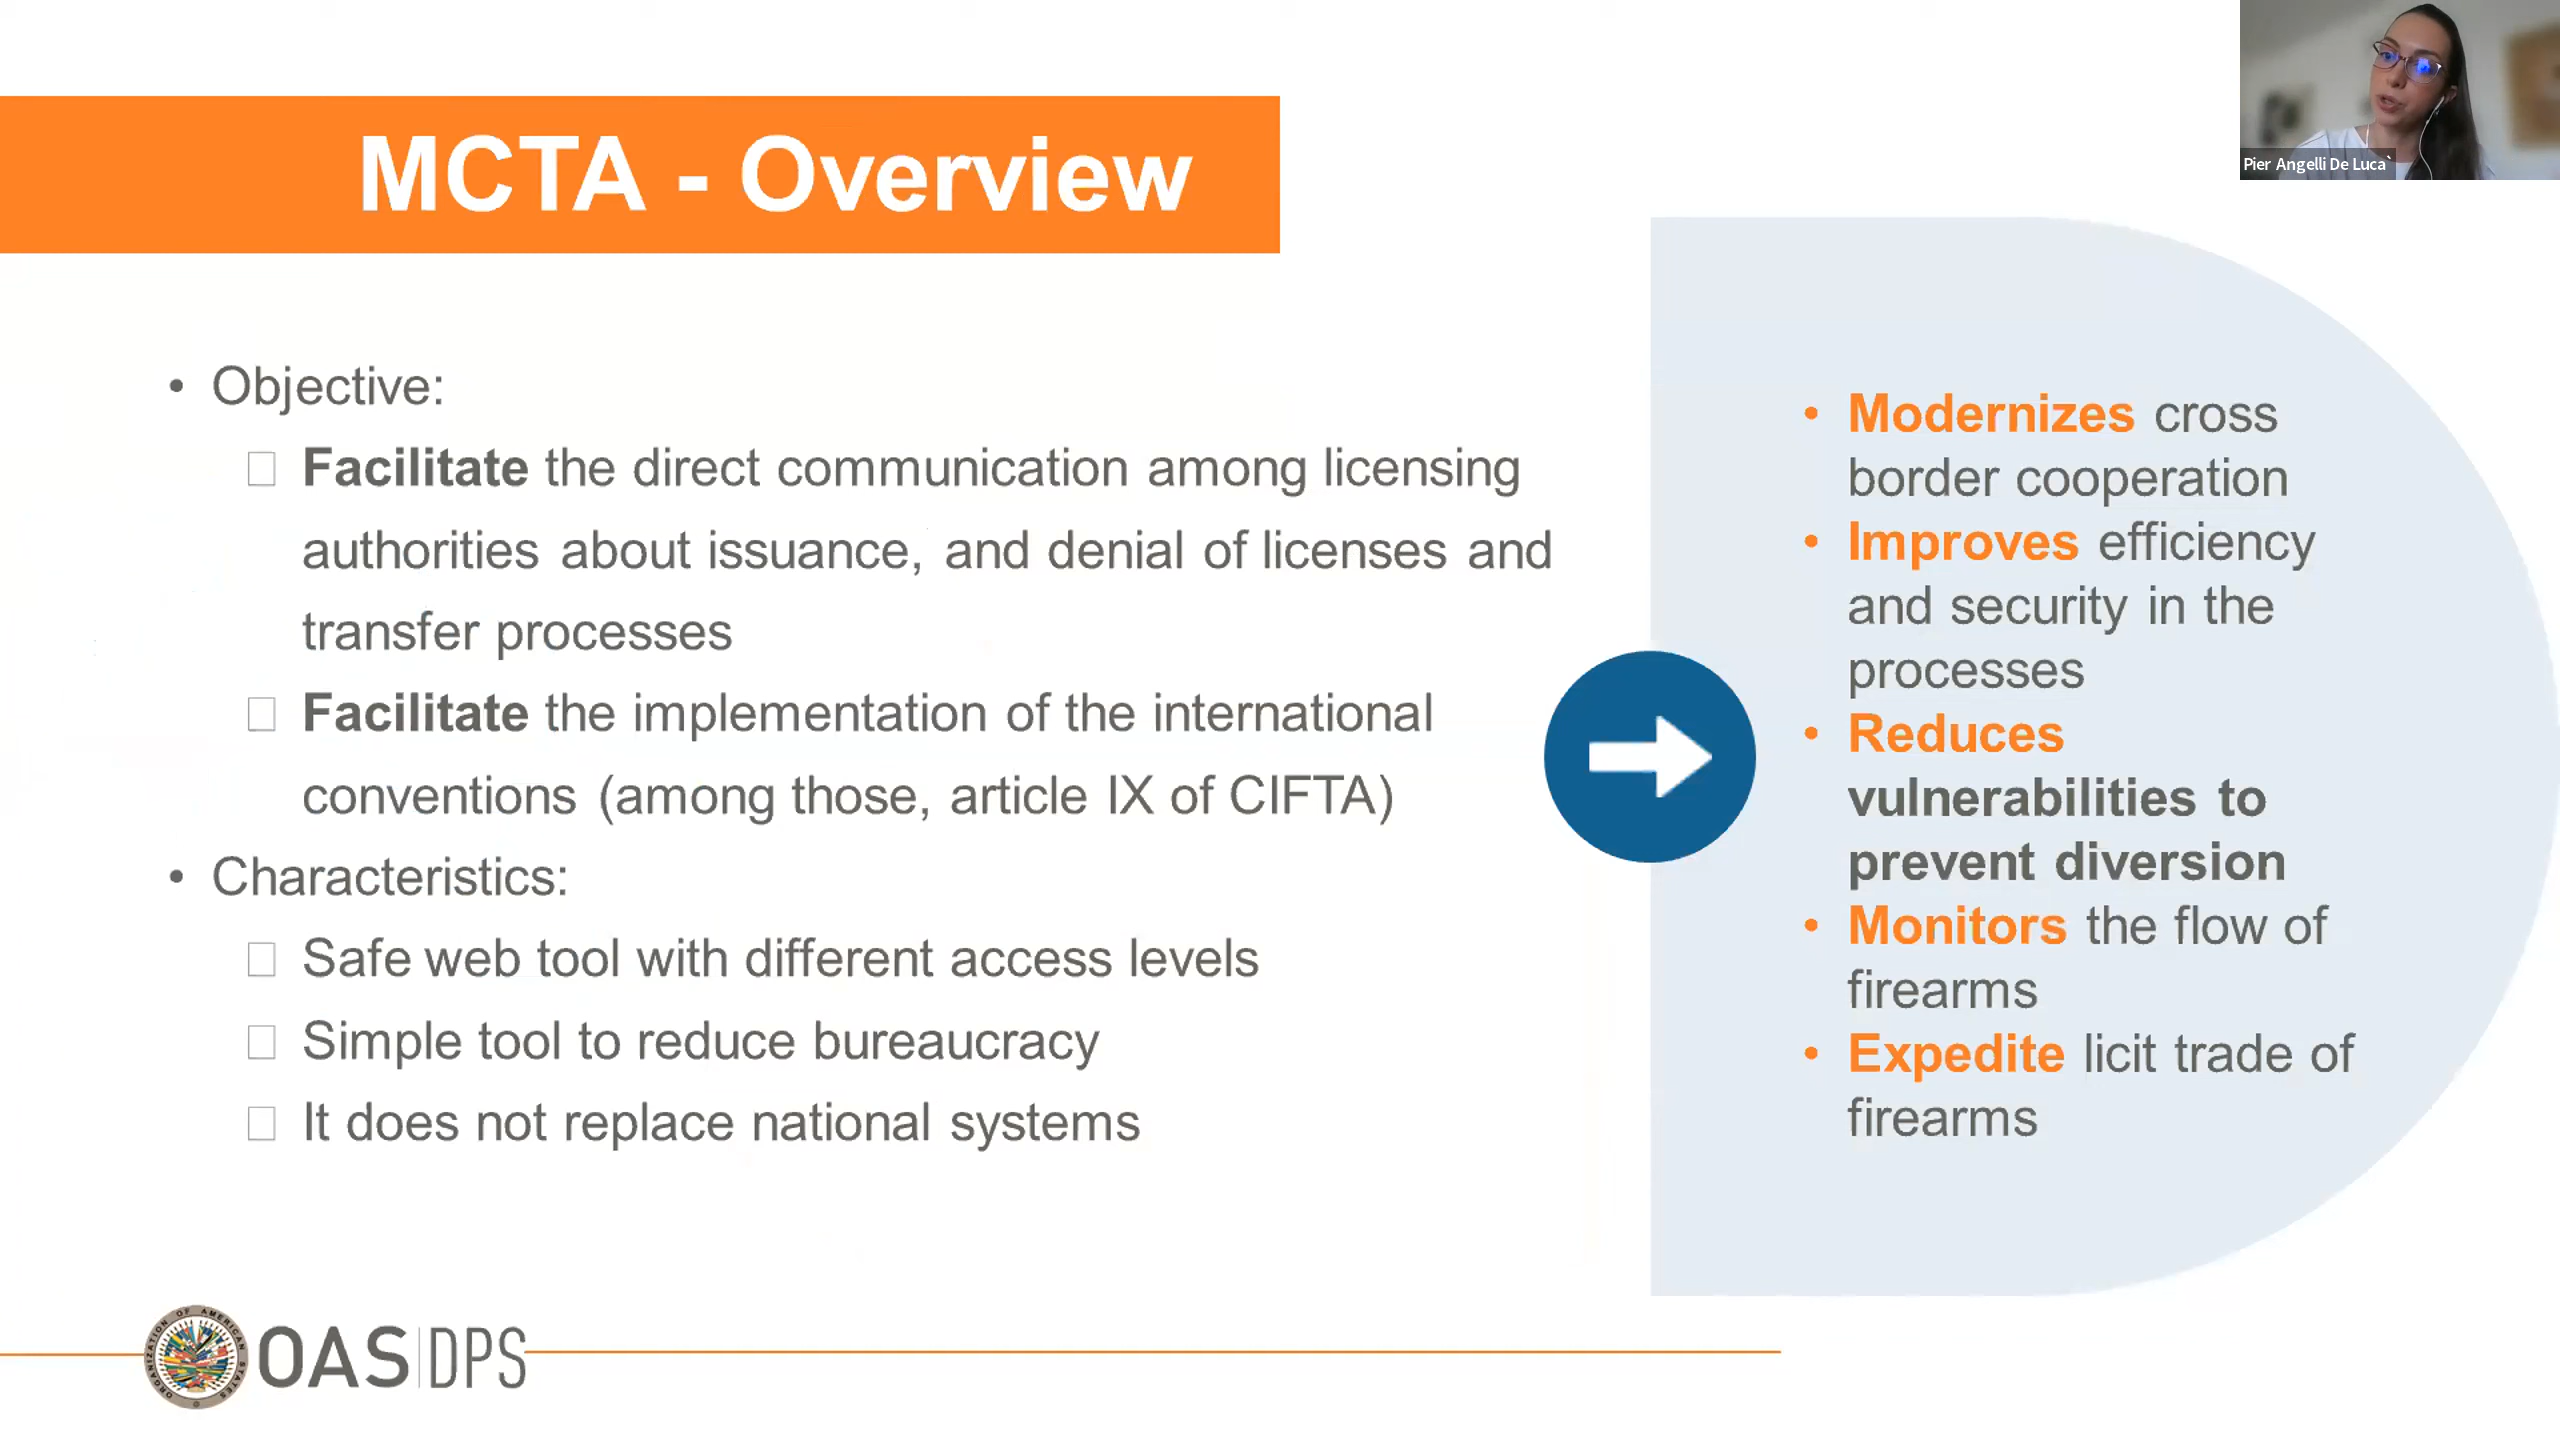 Pier Angelli De Luca`
MCTA - Overview
• Objective:
Facilitate the direct communication among licensing
authorities about issuance, and denial of licenses and
transfer processes
Facilitate the implementation of the international
conventions (among those, article IX of CIFTA)
• Characteristics:
Safe web tool with different access levels
Simple tool to reduce bureaucracy
It does not replace national systems
• Modernizes cross
border cooperation
• Improves efficiency
and security in the
processes
• Reduces
vulnerabilities to
prevent diversion
• Monitors the flow of
firearms
• Expedite licit trade of
firearms
ORGANIZATION OF AMERICAN STATES
OAS|DPS